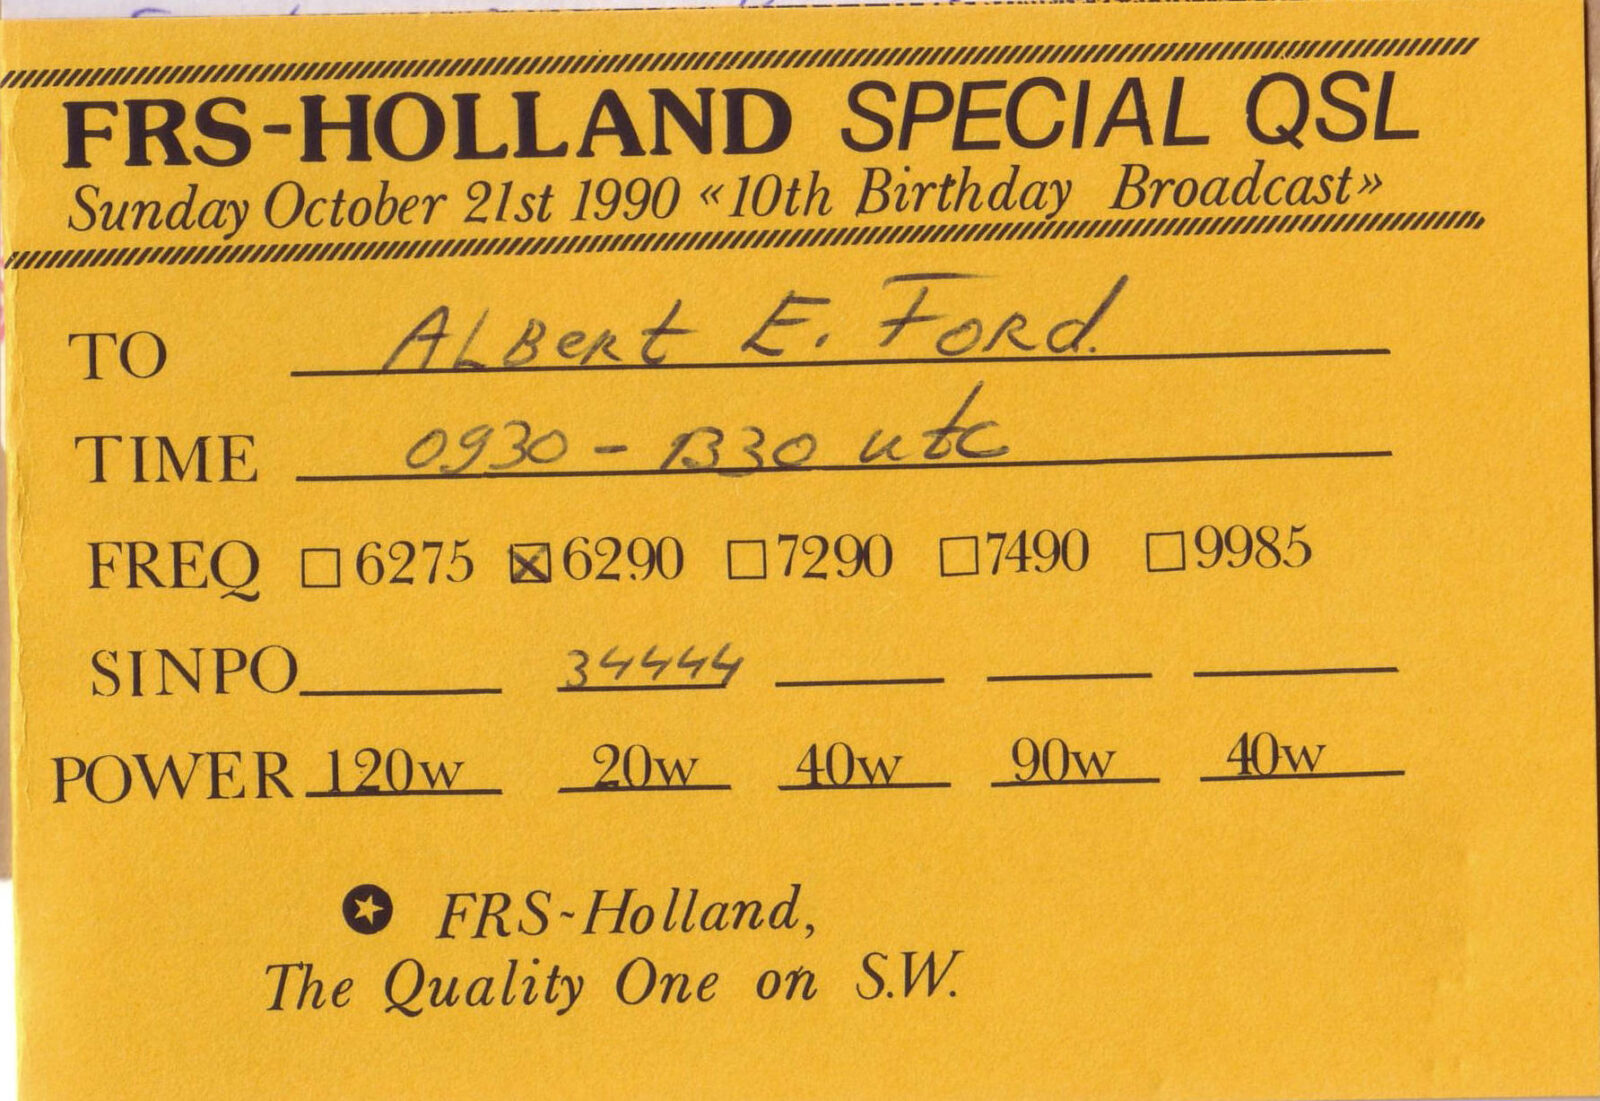 FRS-HOLLAND SPECIAL QSL
Sunday October 21st 1990 «10th Birthday Broadcast»
TO ALBert E. FORd.
TIME 0930 - 1330 utc
FREQ ☐ 6275 ☒ 6290 ☐ 7290 ☐ 7490 ☐ 9985
SINPO 34444
POWER 120w 20w 40w 90w 40w
FRS-Holland,
The Quality One on S.W.